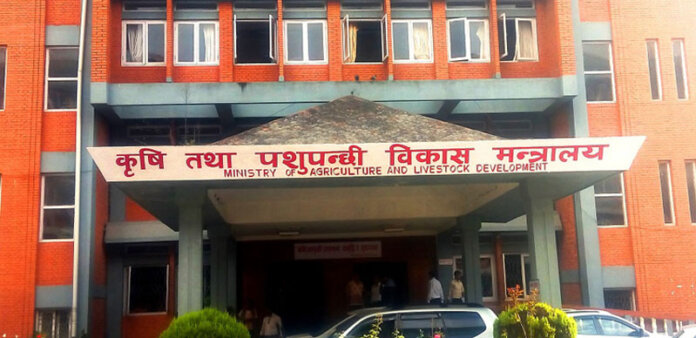 कृषि तथा पशुपन्छी विकास मन्त्रालय
MINISTRY OF AGRICULTURE AND LIVESTOCK DEVELOPMENT